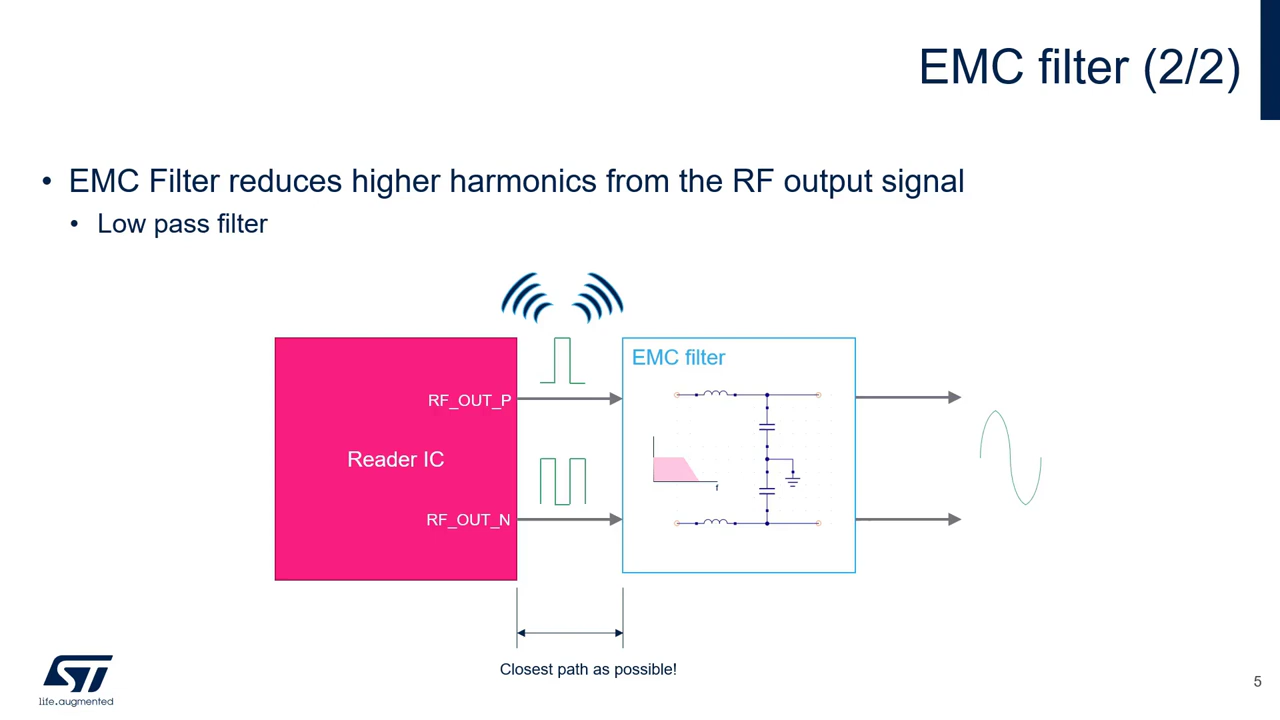 EMC filter (2/2)
• EMC Filter reduces higher harmonics from the RF output signal
• Low pass filter
EMC filter
RF_OUT_P
Reader IC
f
RF_OUT_N
Closest path as possible!
ST
life.augmented
5